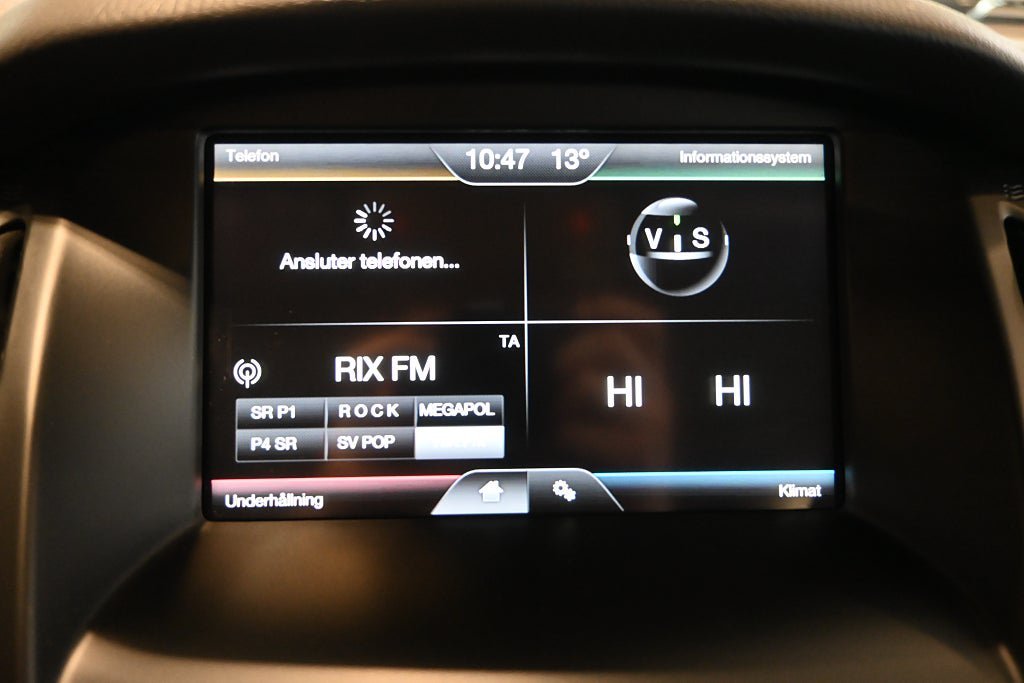 Telefon
10:47 13°
Informationssystem
Ansluter telefonen...
V S
TA
RIX FM
HI HI
SR P1 ROCK MEGAPOL
P4 SR SV POP
Underhållning
Klimat